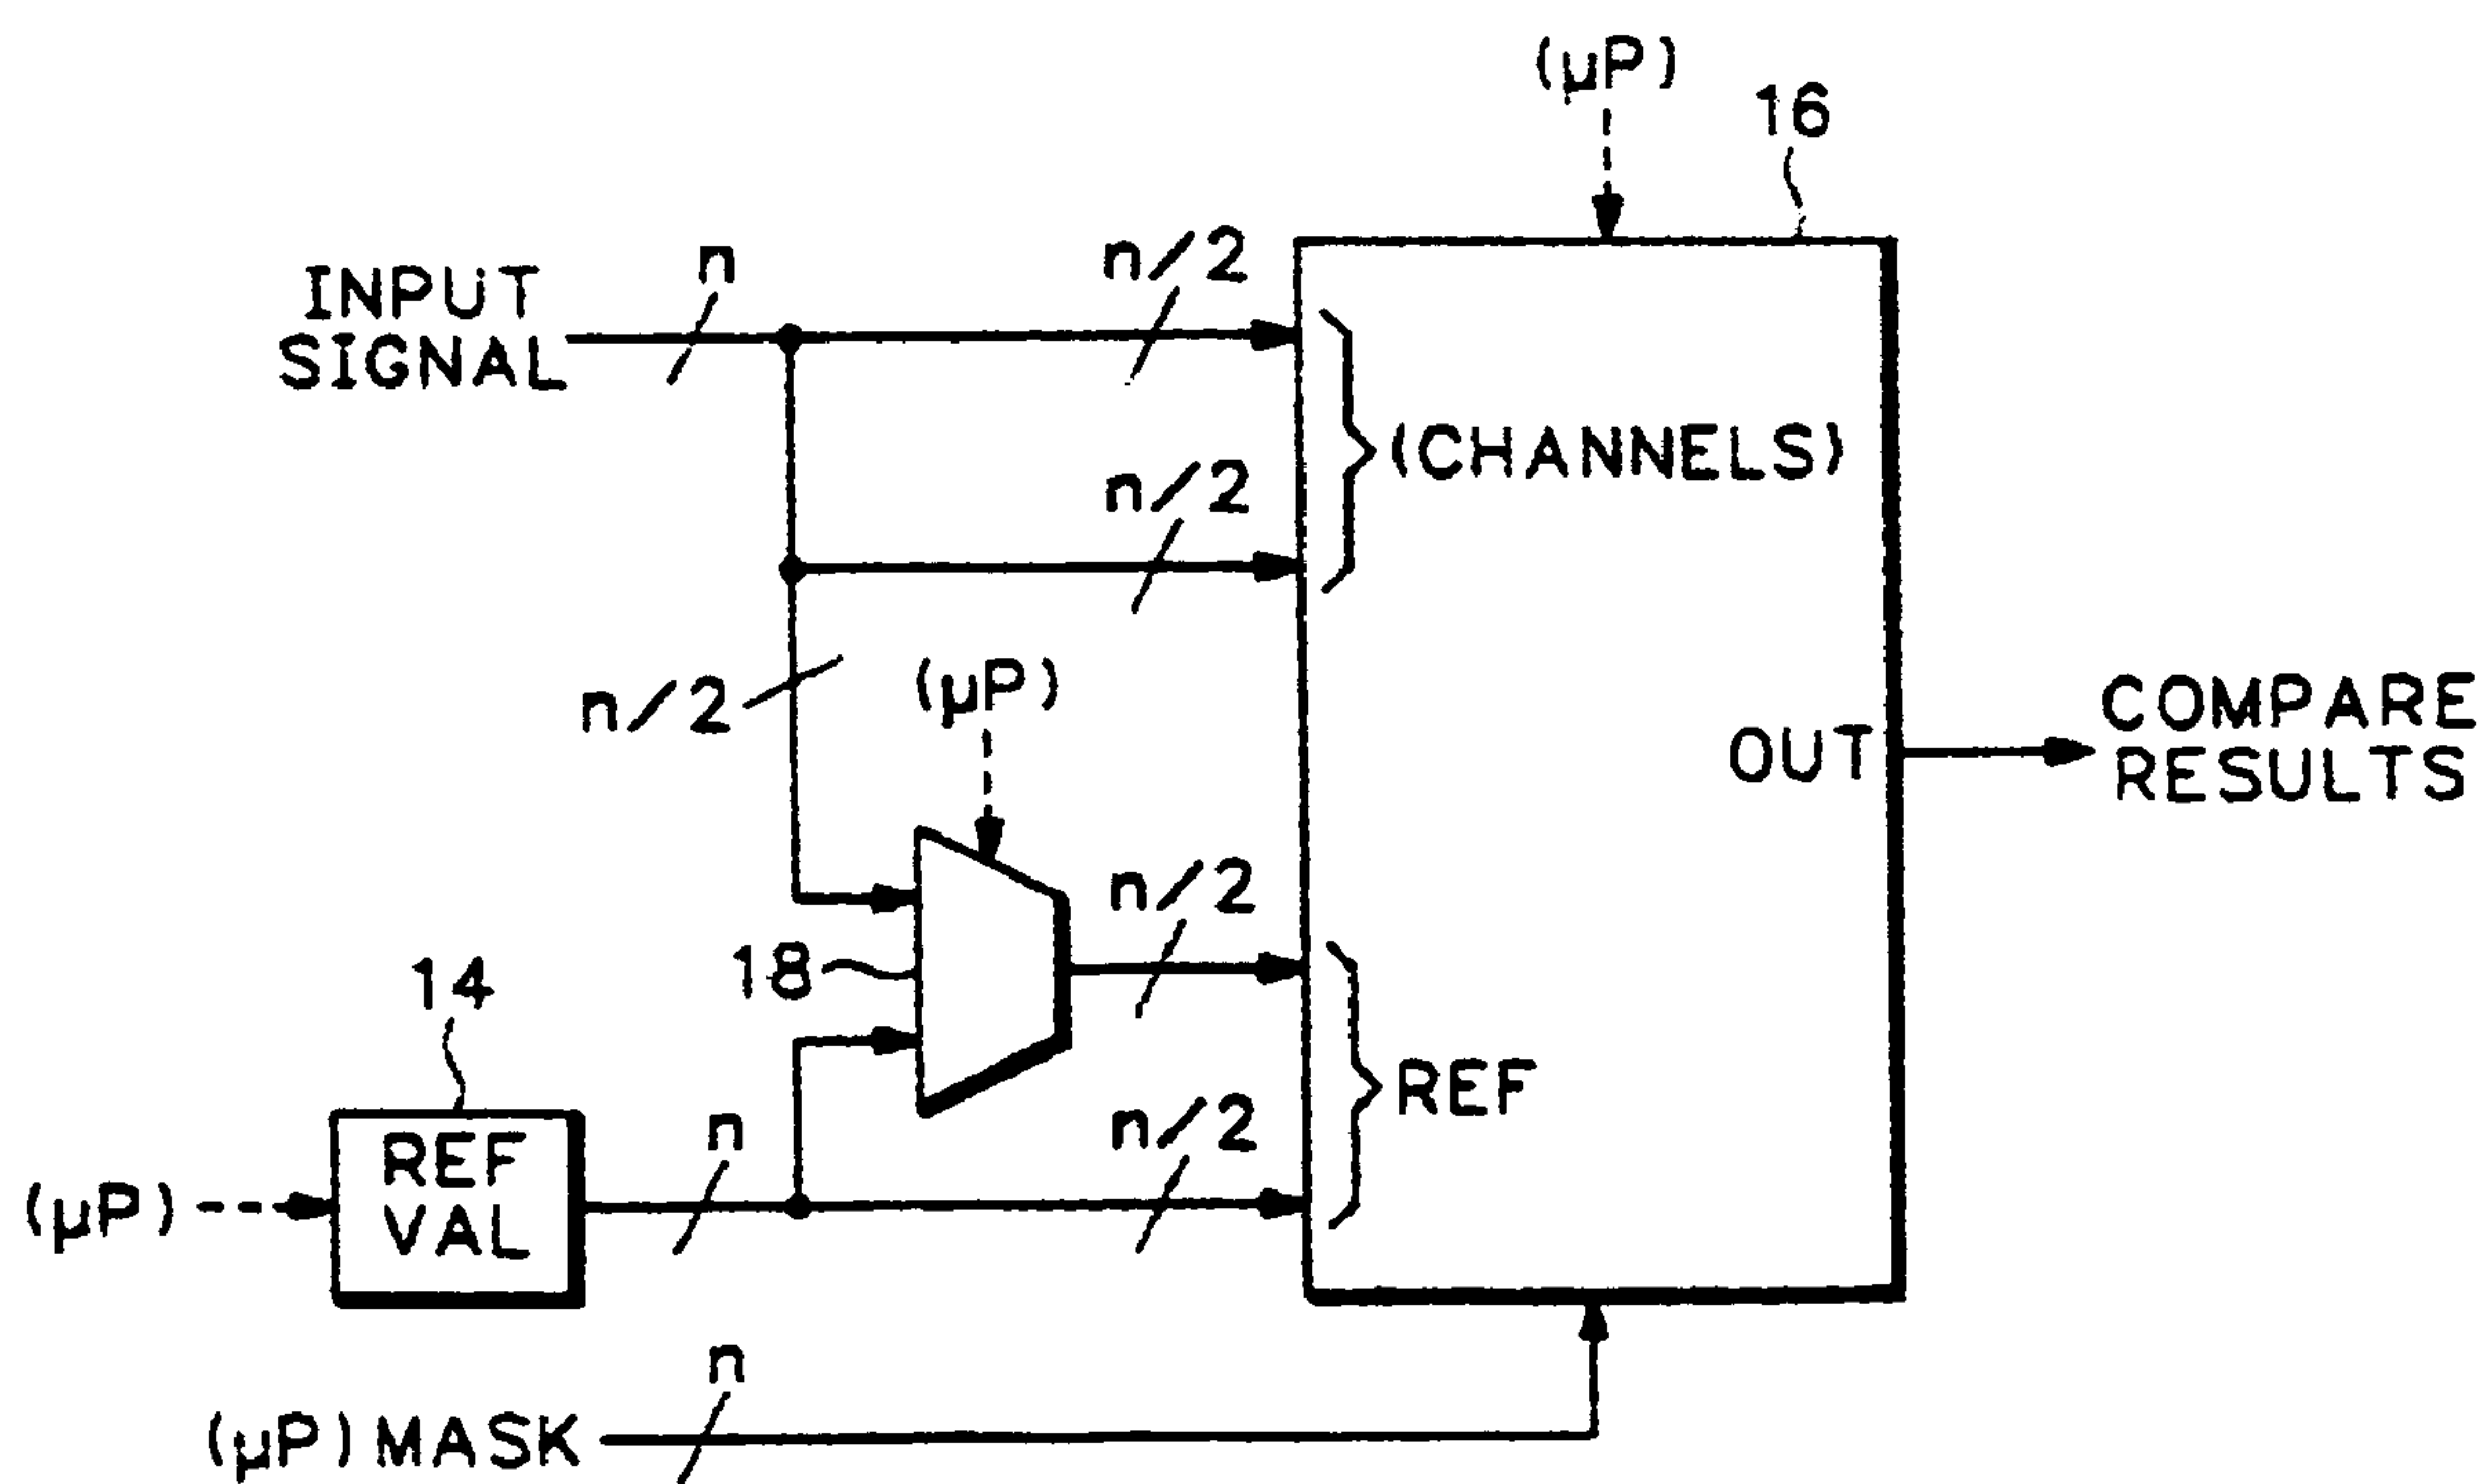 (µP)
16
INPUT
SIGNAL
n
n/2
(CHANNELS)
n/2
n/2
(µP)
OUT
COMPARE
RESULTS
18
n/2
14
REF
VAL
(µP)
n
n/2
REF
(µP) MASK
n